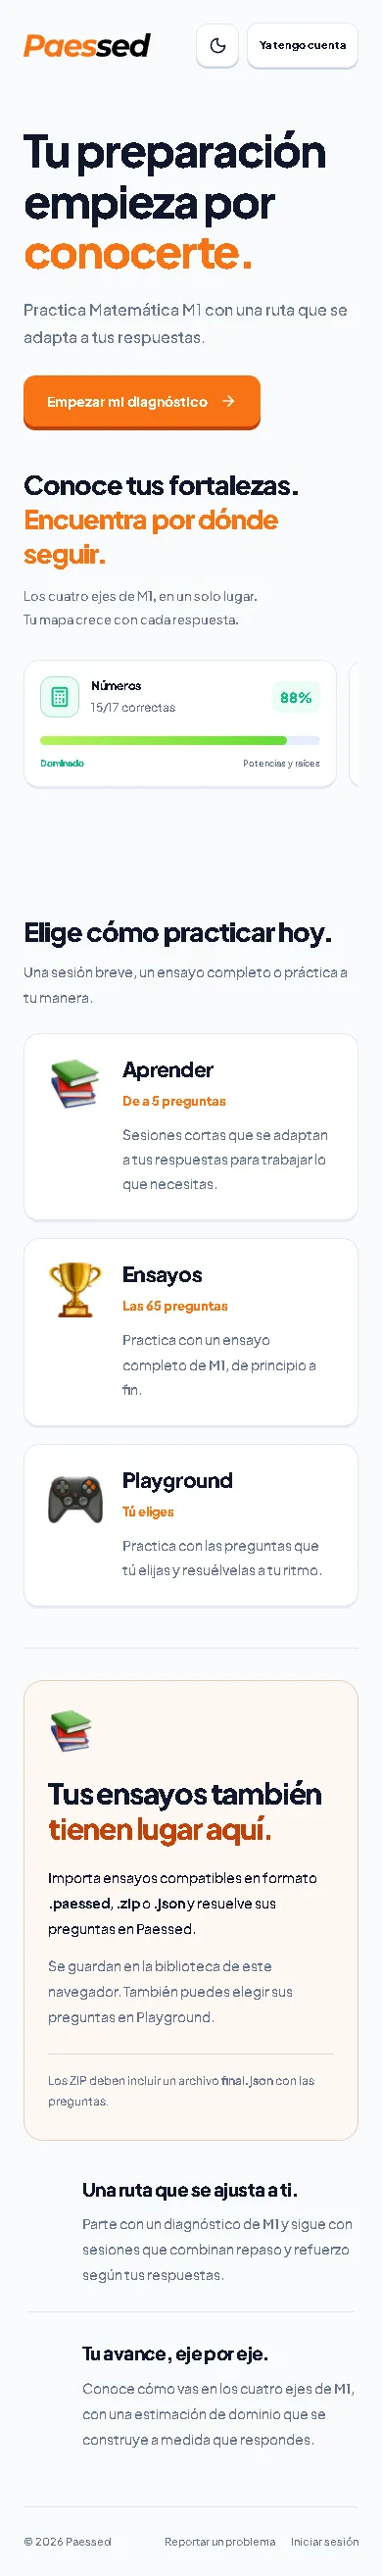 Paessed
Ya tengo cuenta
Tu preparación
empieza por
conocerte.
Practica Matemática M1 con una ruta que se
adapta a tus respuestas.
Empezar mi diagnóstico
Conoce tus fortalezas.
Encuentra por dónde
seguir.
Los cuatro ejes de M1, en un solo lugar.
Tu mapa crece con cada respuesta.
Números
15/17 correctas
88%
Dominado
Potencias y raíces
Elige cómo practicar hoy.
Una sesión breve, un ensayo completo o práctica a
tu manera.
Aprender
De a 5 preguntas
Sesiones cortas que se adaptan
a tus respuestas para trabajar lo
que necesitas.
Ensayos
Las 65 preguntas
Practica con un ensayo
completo de M1, de principio a
fin.
Playground
Tú eliges
Practica con las preguntas que
tú elijas y resuélvelas a tu ritmo.
Tus ensayos también
tienen lugar aquí.
Importa ensayos compatibles en formato
.paessed, .zip o .json y resuelve sus
preguntas en Paessed.
Se guardan en la biblioteca de este
navegador. También puedes elegir sus
preguntas en Playground.
Los ZIP deben incluir un archivo final.json con las
preguntas.
Una ruta que se ajusta a ti.
Parte con un diagnóstico de M1 y sigue con
sesiones que combinan repaso y refuerzo
según tus respuestas.
Tu avance, eje por eje.
Conoce cómo vas en los cuatro ejes de M1,
con una estimación de dominio que se
construye a medida que respondes.
© 2026 Paessed
Reportar un problema
Iniciar sesión